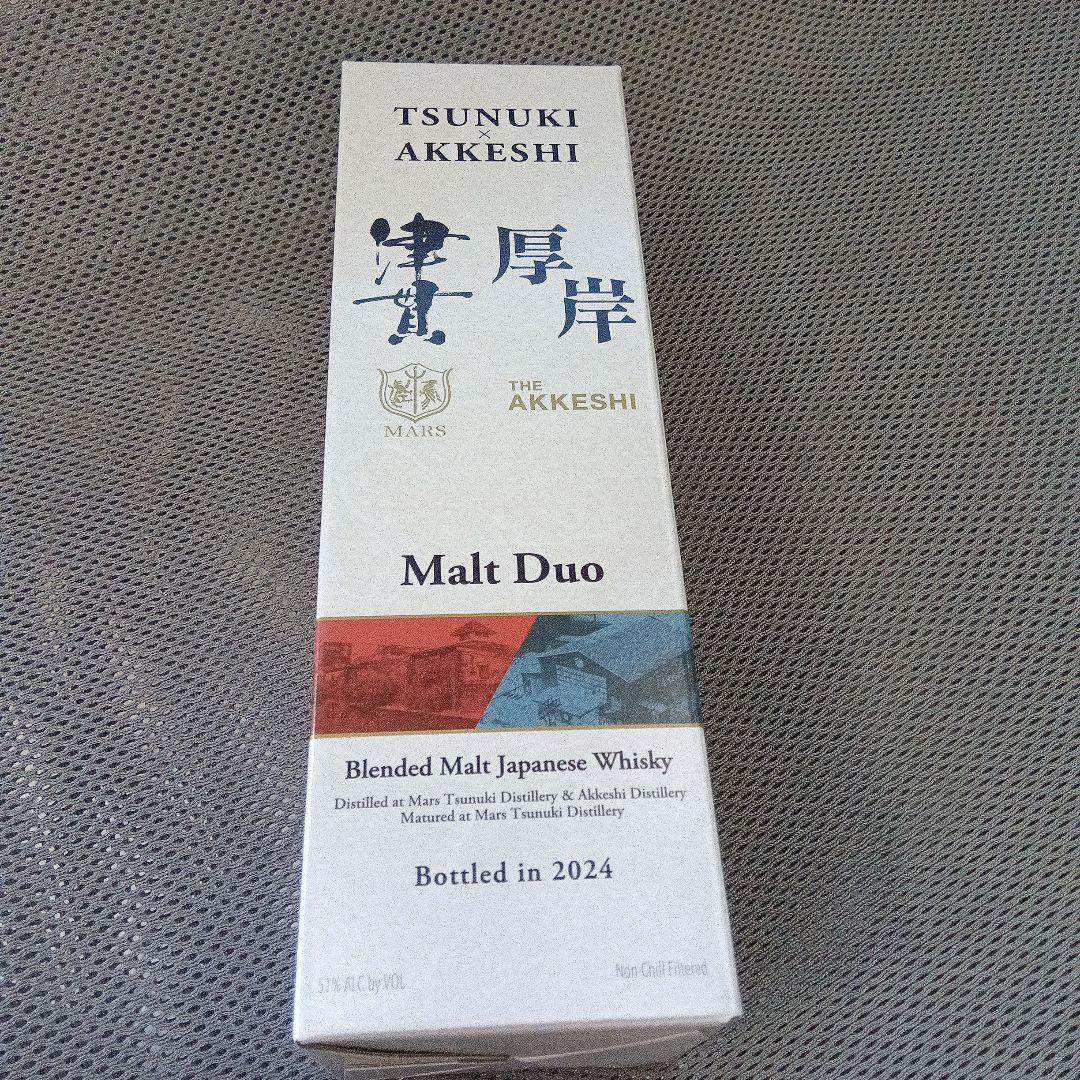 TSUNUKI
×
AKKESHI
津貫
厚岸
MARS
THE
AKKESHI
Malt Duo
Blended Malt Japanese Whisky
Distilled at Mars Tsunuki Distillery & Akkeshi Distillery
Matured at Mars Tsunuki Distillery
Bottled in 2024
51% ALC.by VOL
Non Chill Filtered